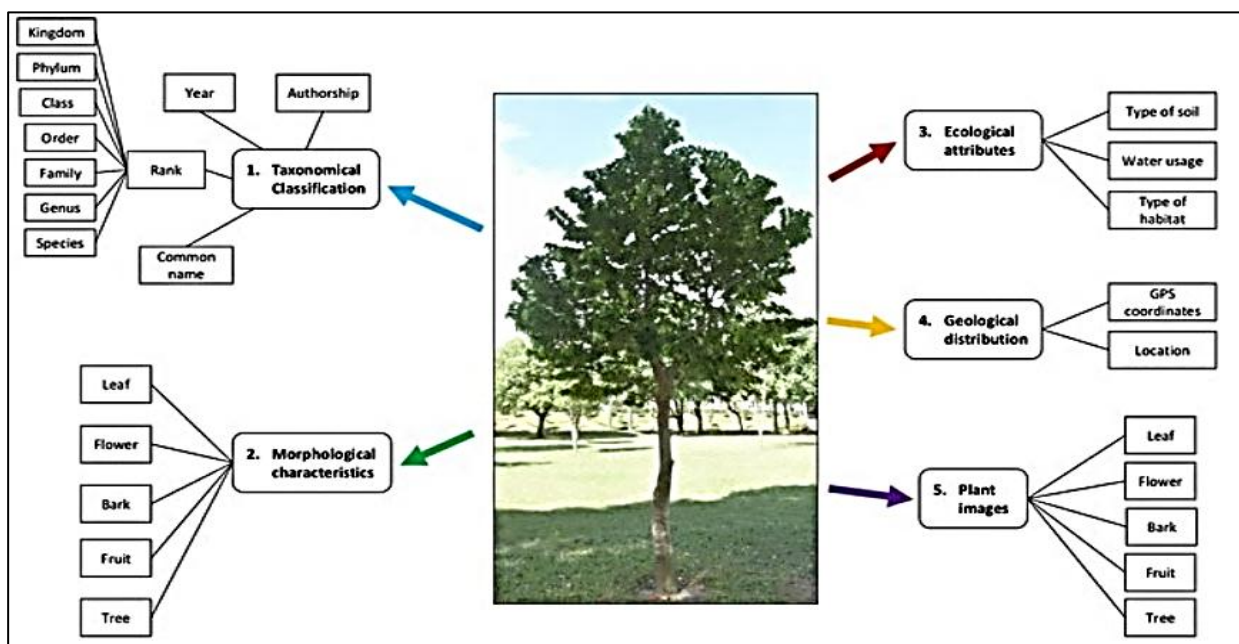 Kingdom
Phylum
Class
Order
Family
Genus
Species
Rank
Year
Authorship
1. Taxonomical
Classification
Common
name
Leaf
Flower
Bark
Fruit
Tree
2. Morphological
characteristics
3. Ecological
attributes
Type of soil
Water usage
Type of
habitat
4. Geological
distribution
GPS
coordinates
Location
5. Plant
images
Leaf
Flower
Bark
Fruit
Tree